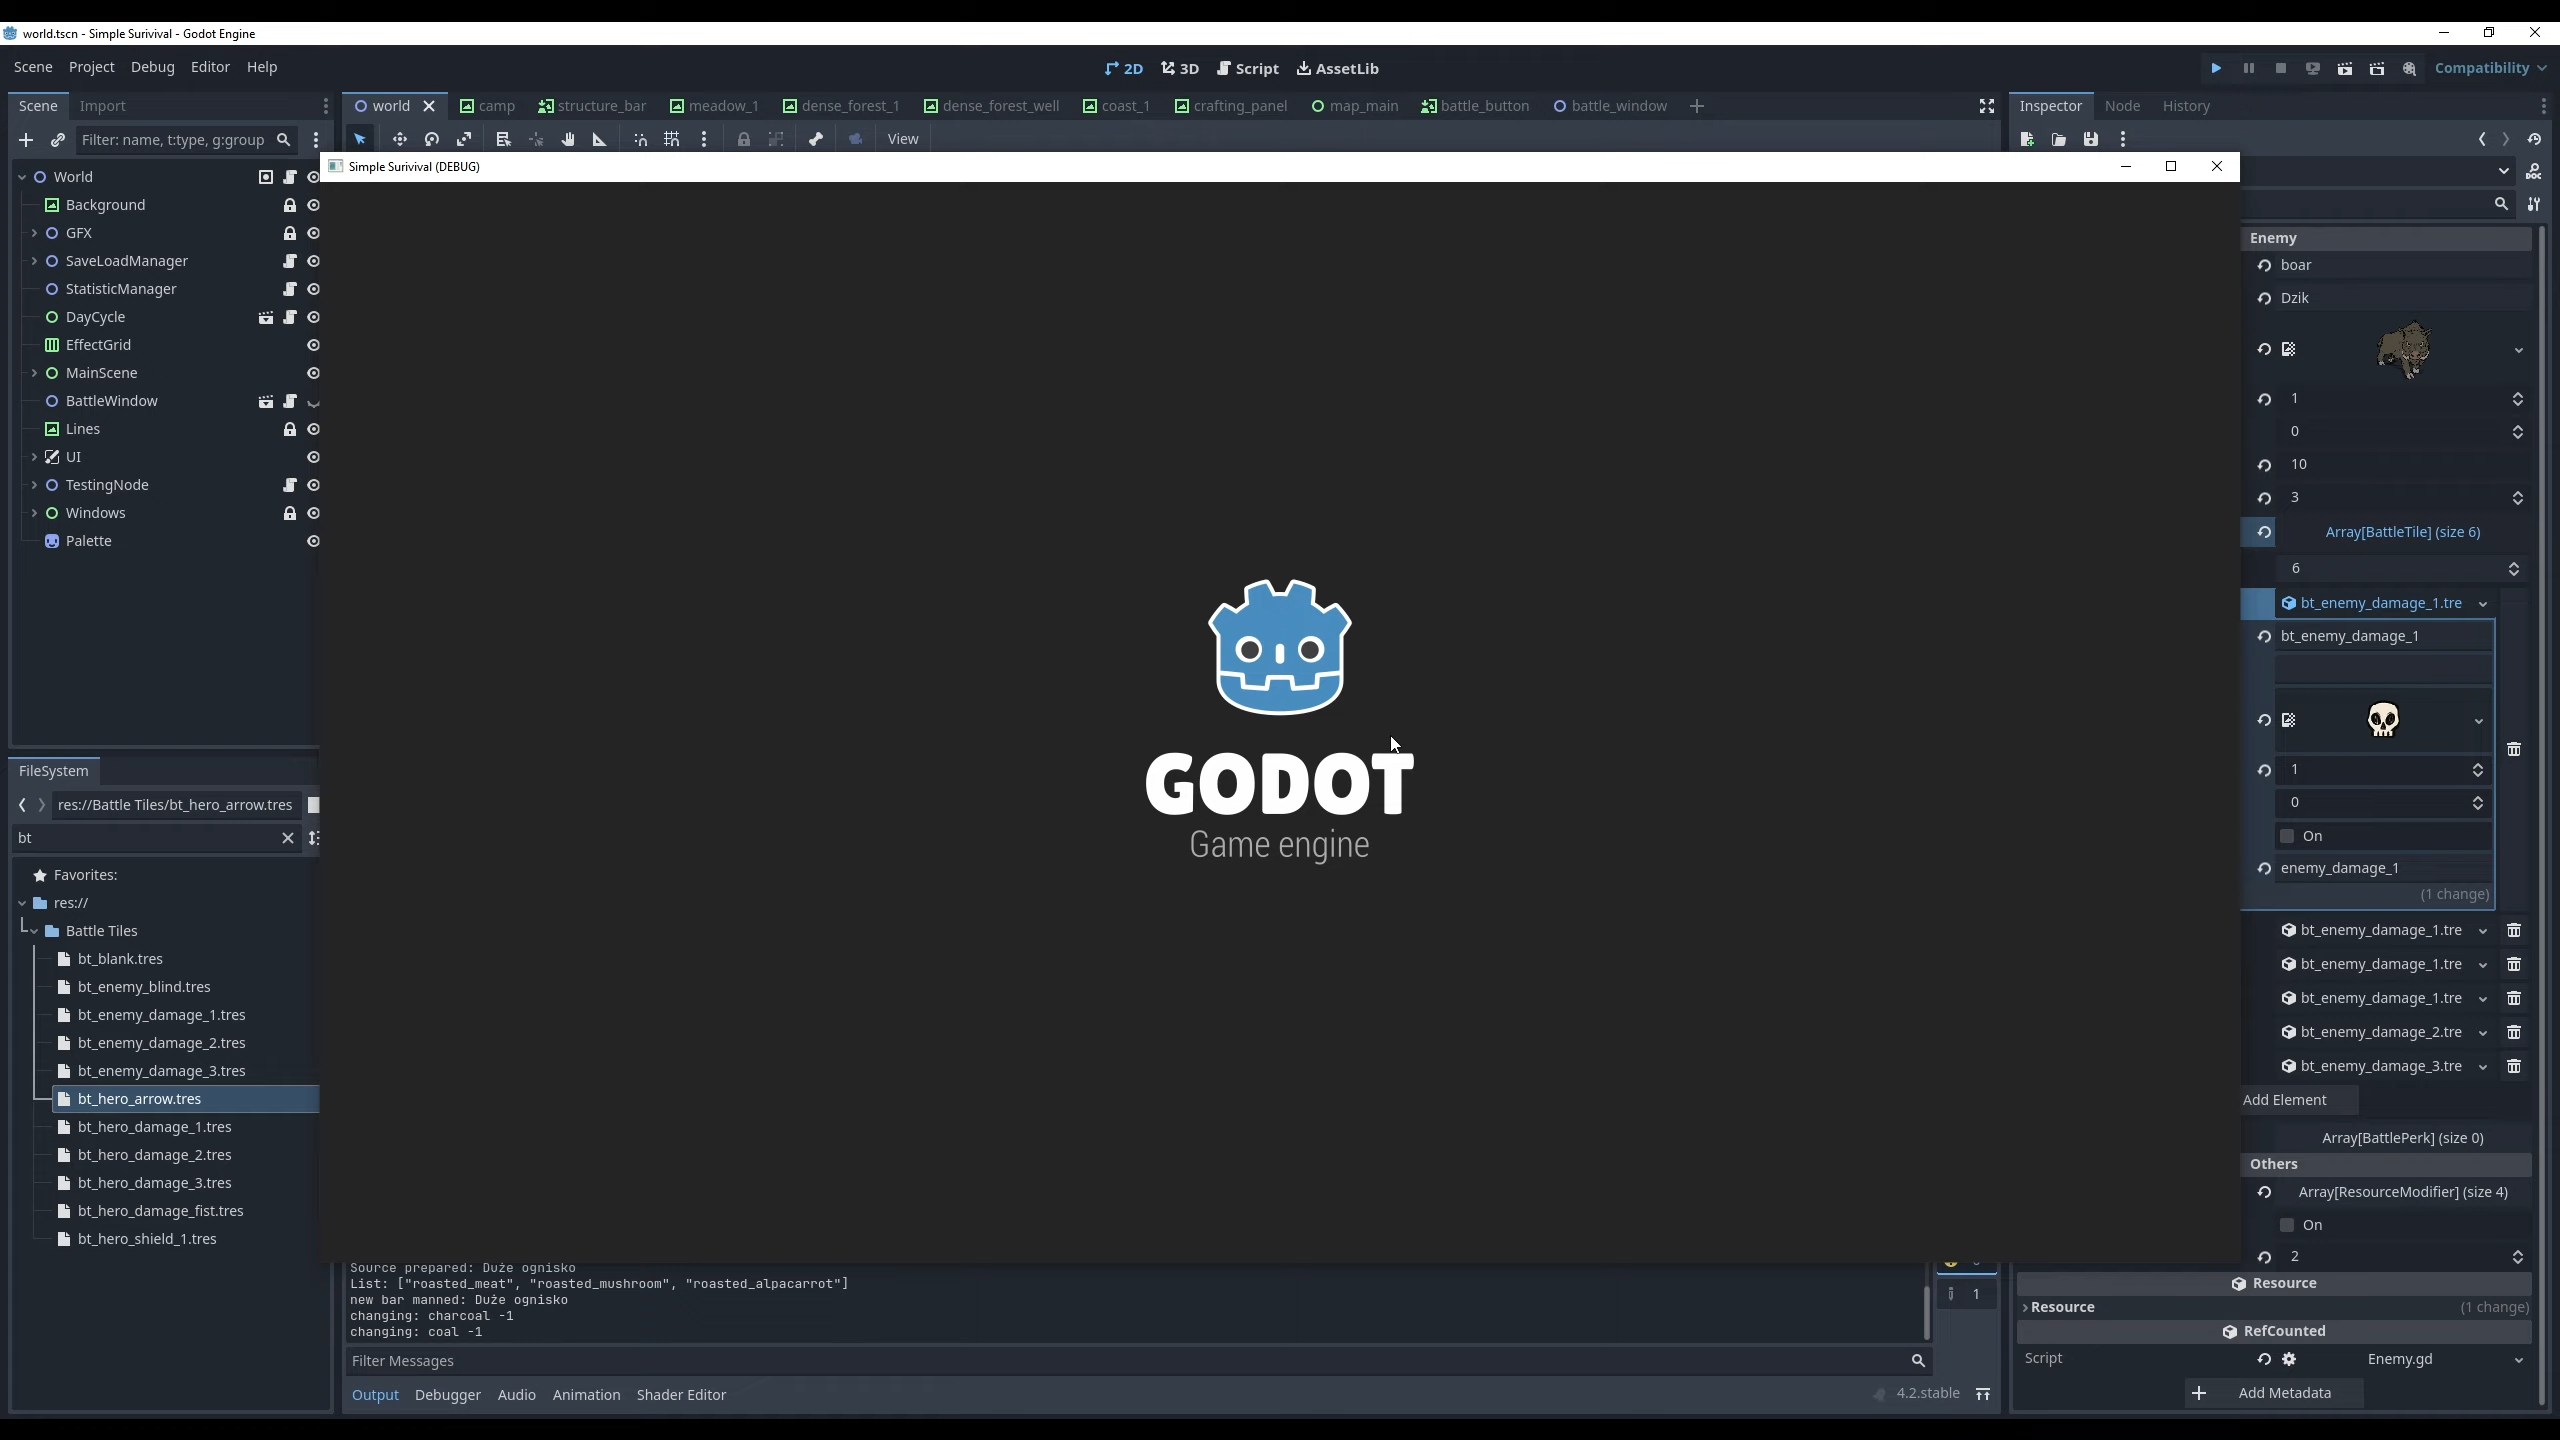 world.tscn - Simple Surivival - Godot Engine
Scene Project Debug Editor Help
2D 3D Script AssetLib
Compatibility
Scene Import
world camp structure_bar meadow_1 dense_forest_1 dense_forest_well coast_1 crafting_panel map_main battle_button battle_window
Inspector Node History
Filter: name, t:type, g:group
View
Simple Surivival (DEBUG)
World
Background
GFX
SaveLoadManager
StatisticManager
DayCycle
EffectGrid
MainScene
BattleWindow
Lines
UI
TestingNode
Windows
Palette
FileSystem
res://Battle Tiles/bt_hero_arrow.tres
bt
Favorites:
res://
Battle Tiles
bt_blank.tres
bt_enemy_blind.tres
bt_enemy_damage_1.tres
bt_enemy_damage_2.tres
bt_enemy_damage_3.tres
bt_hero_arrow.tres
bt_hero_damage_1.tres
bt_hero_damage_2.tres
bt_hero_damage_3.tres
bt_hero_damage_fist.tres
bt_hero_shield_1.tres
GODOT
Game engine
Source prepared: Duże ognisko
List: ["roasted_meat", "roasted_mushroom", "roasted_alpacarrot"]
new bar manned: Duże ognisko
changing: charcoal -1
changing: coal -1
1
Filter Messages
Output Debugger Audio Animation Shader Editor
4.2.stable
Enemy
boar
Dzik
1
0
10
3
Array[BattleTile] (size 6)
6
bt_enemy_damage_1.tre
bt_enemy_damage_1
1
0
On
enemy_damage_1
(1 change)
bt_enemy_damage_1.tre
bt_enemy_damage_1.tre
bt_enemy_damage_1.tre
bt_enemy_damage_2.tre
bt_enemy_damage_3.tre
Add Element
Array[BattlePerk] (size 0)
Others
Array[ResourceModifier] (size 4)
On
2
Resource
Resource (1 change)
RefCounted
Script Enemy.gd
Add Metadata